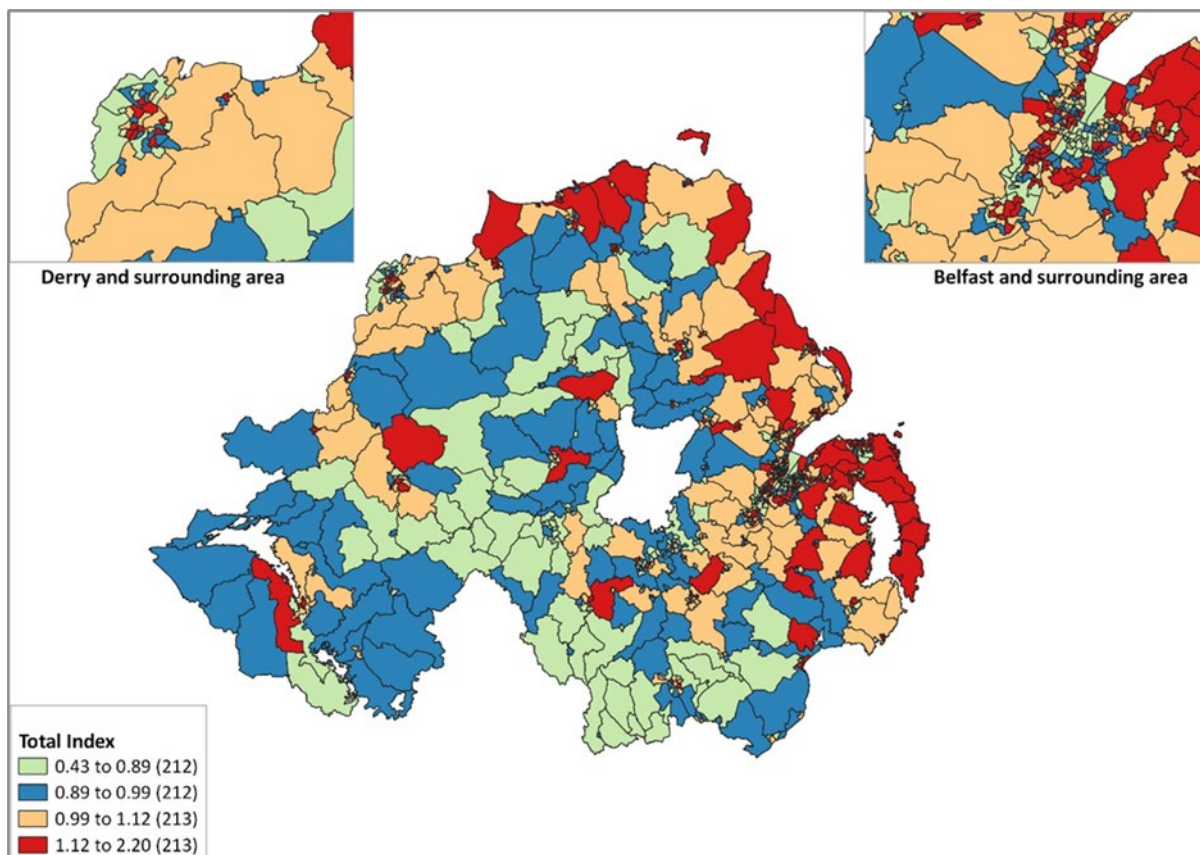 Derry and surrounding area
Belfast and surrounding area
Total Index
0.43 to 0.89 (212)
0.89 to 0.99 (212)
0.99 to 1.12 (213)
1.12 to 2.20 (213)